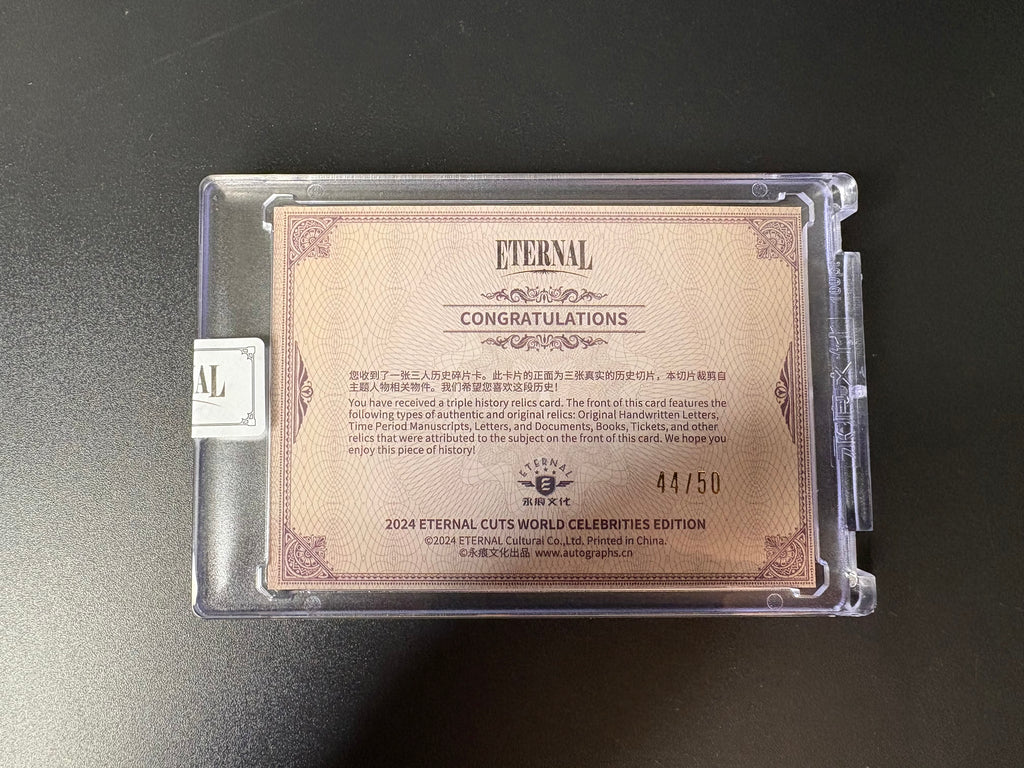 ETERNAL
CONGRATULATIONS
AL
您收到了一张三人历史碎片卡。此卡片的正面为三张真实的历史切片，本切片裁剪自
主题人物相关物件。我们希望您喜欢这段历史！
You have received a triple history relics card. The front of this card features the
following types of authentic and original relics: Original Handwritten Letters,
Time Period Manuscripts, Letters, and Documents, Books, Tickets, and other
relics that were attributed to the subject on the front of this card. We hope you
enjoy this piece of history!
ETERNAL
永痕文化
44/50
2024 ETERNAL CUTS WORLD CELEBRITIES EDITION
©2024 ETERNAL Cultural Co.,Ltd. Printed in China.
©永痕文化出品 www.autographs.cn